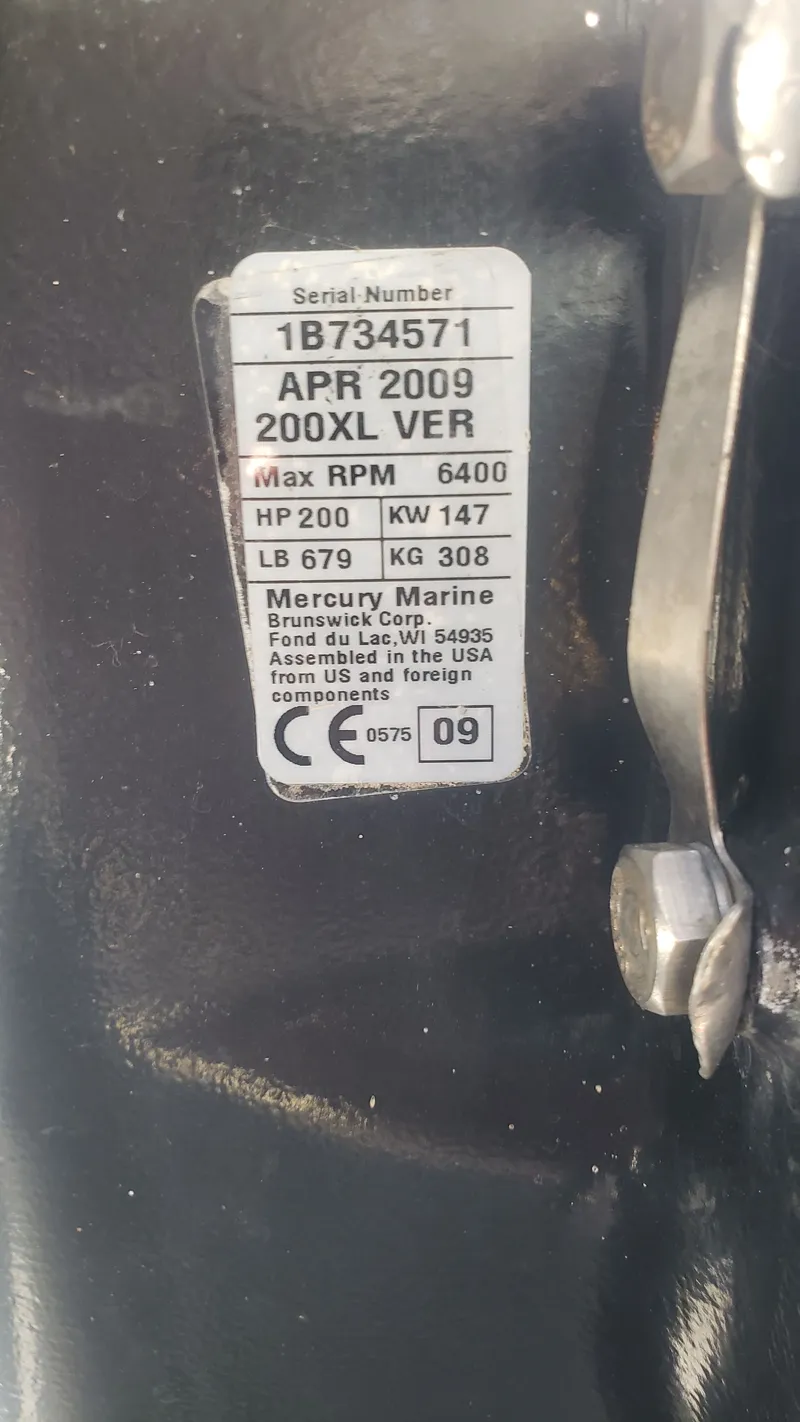 Serial Number
1B734571
APR 2009
200XL VER
Max RPM 6400
HP 200 KW 147
LB 679 KG 308
Mercury Marine
Brunswick Corp.
Fond du Lac,WI 54935
Assembled in the USA
from US and foreign
components
CE 0575 09